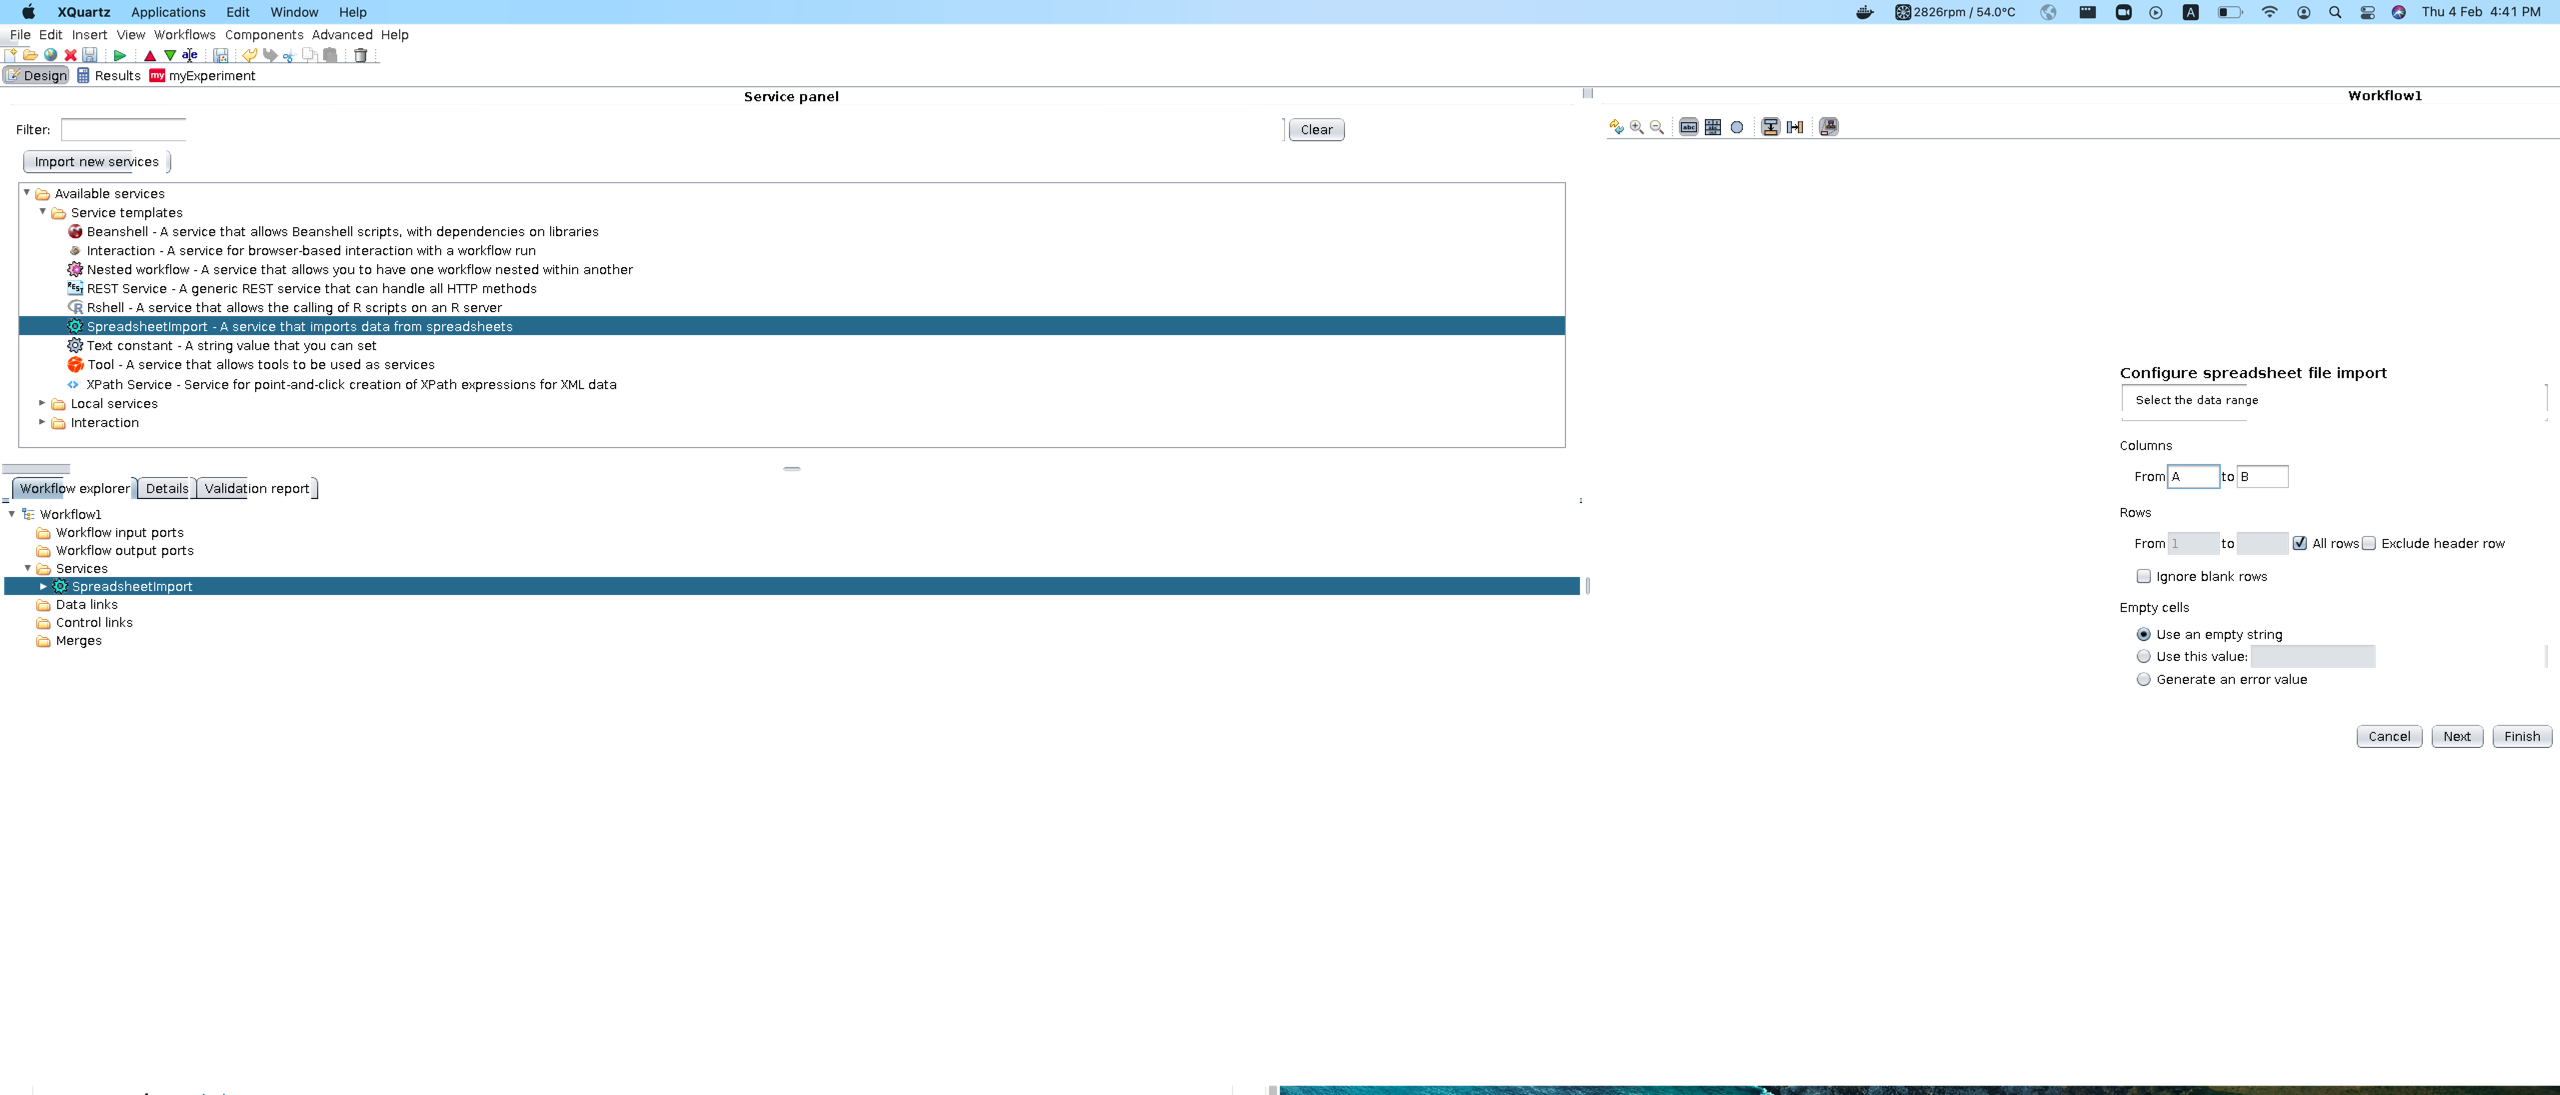 XQuartz Applications Edit Window Help 2826rpm / 54.0°C A Thu 4 Feb 4:41 PM
File Edit Insert View Workflows Components Advanced Help
Design Results my myExperiment
Service panel
Workflow1
Filter: Clear
Import new services
Available services
Service templates
Beanshell - A service that allows Beanshell scripts, with dependencies on libraries
Interaction - A service for browser-based interaction with a workflow run
Nested workflow - A service that allows you to have one workflow nested within another
REST Service - A generic REST service that can handle all HTTP methods
Rshell - A service that allows the calling of R scripts on an R server
SpreadsheetImport - A service that imports data from spreadsheets
Text constant - A string value that you can set
Tool - A service that allows tools to be used as services
XPath Service - Service for point-and-click creation of XPath expressions for XML data
Local services
Interaction
Workflow explorer Details Validation report
Workflow1
Workflow input ports
Workflow output ports
Services
SpreadsheetImport
Data links
Control links
Merges
Configure spreadsheet file import
Select the data range
Columns
From A to B
Rows
From 1 to All rows Exclude header row
Ignore blank rows
Empty cells
Use an empty string
Use this value:
Generate an error value
Cancel Next Finish